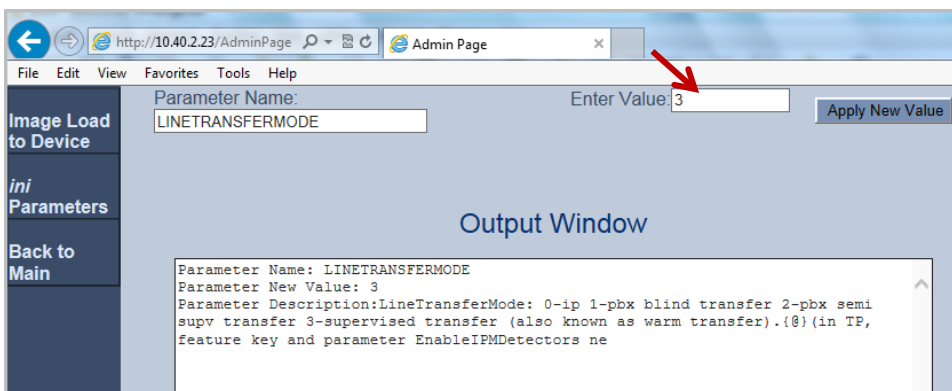 http://10.40.2.23/AdminPage
Admin Page
File Edit View Favorites Tools Help
Parameter Name:
Enter Value: 3
LINETRANSFERMODE
Apply New Value
Image Load
to Device
ini
Parameters
Back to
Main
Output Window
Parameter Name: LINETRANSFERMODE
Parameter New Value: 3
Parameter Description:LineTransferMode: 0-ip 1-pbx blind transfer 2-pbx semi
supv transfer 3-supervised transfer (also known as warm transfer).{@}(in TP,
feature key and parameter EnableIPMDetectors ne